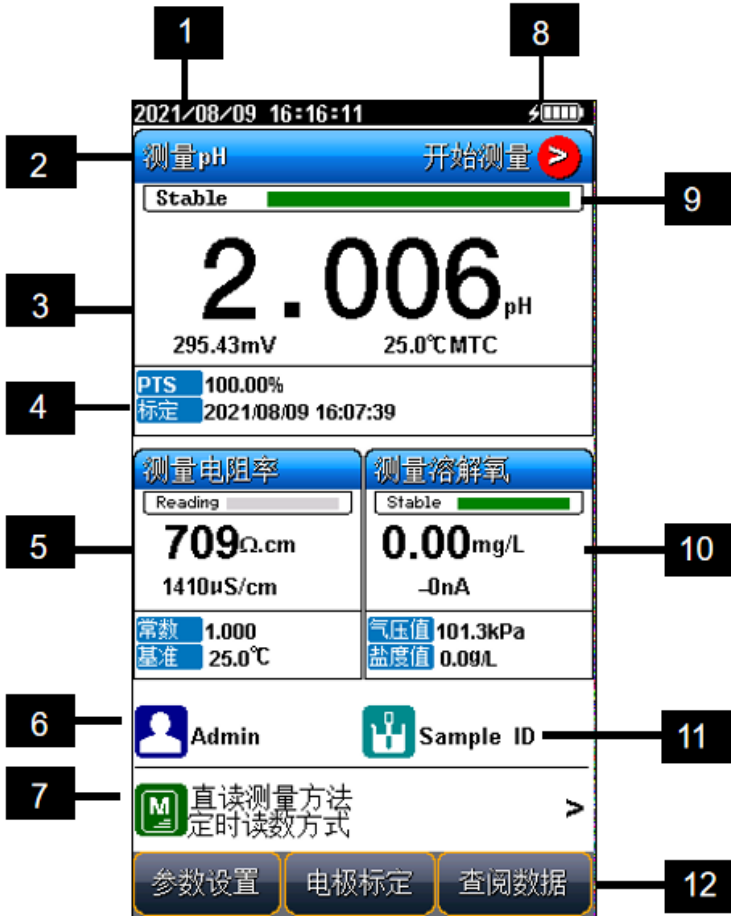 1
8
2021/08/09 16:16:11
2
测量pH
开始测量 >
Stable
9
3
2.006pH
295.43mV
25.0℃ MTC
4
PTS 100.00%
标定 2021/08/09 16:07:39
测量电阻率
Reading
5
709Ω.cm
1410μS/cm
常数 1.000
基准 25.0℃
测量溶解氧
Stable
0.00mg/L
10
-0nA
气压值 101.3kPa
盐度值 0.0g/L
6
Admin
Sample ID
11
7
M
直读测量方法
定时读数方式
>
参数设置
电极标定
查阅数据
12